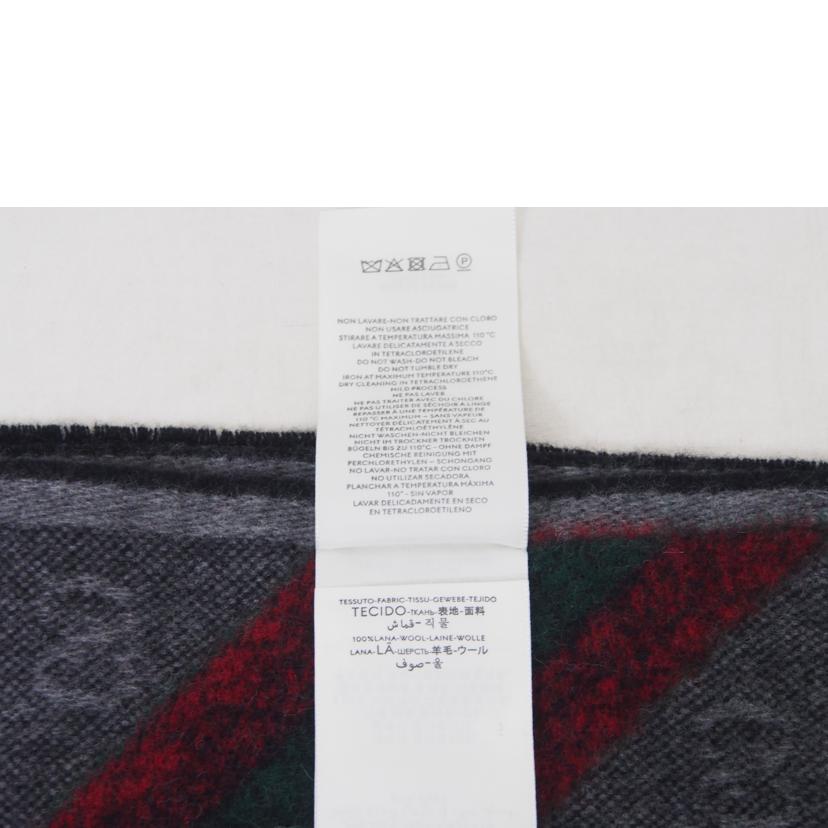 NON LAVARE-NON TRATTARE CON CLORO
NON USARE ASCIUGATRICE
STIRARE A TEMPERATURA MASSIMA 110°C
LAVARE DELICATAMENTE A SECCO
IN TETRACLOROETILENE
DO NOT WASH-DO NOT BLEACH
DO NOT TUMBLE DRY
IRON AT MAXIMUM TEMPERATURE 110°C
DRY CLEANING IN TETRACHLOROETHENE
MILD PROCESS
NE PAS LAVER
NE PAS TRAITER AVEC DU CHLORE
NE PAS UTILISER DE SÉCHOIR À LINGE
REPASSER À UNE TEMPÉRATURE DE
110°C MAXIMUM – SANS VAPEUR
NETTOYER DÉLICATEMENT À SEC AU
TÉTRACHLOROÉTHYLÈNE
NICHT WASCHEN-NICHT BLEICHEN
NICHT IM TROCKNER TROCKNEN
BÜGELN BIS ZU 110°C - OHNE DAMPF
CHEMISCHE REINIGUNG MIT
PERCHLORETHYLEN – SCHONGANG
NO LAVAR-NO TRATAR CON CLORO
NO UTILIZAR SECADORA
PLANCHAR A TEMPERATURA MÁXIMA
110° - SIN VAPOR
LAVAR DELICADAMENTE EN SECO
EN TETRACLOROETILENO
TESSUTO-FABRIC-TISSU-GEWEBE-TEJIDO
TECIDO-ТКАНЬ-表地-面料
قماش-직물
100%LANA-WOOL-LAINE-WOLLE
LANA-LÃ-ШЕРСТЬ-羊毛-ウール
صوف-울